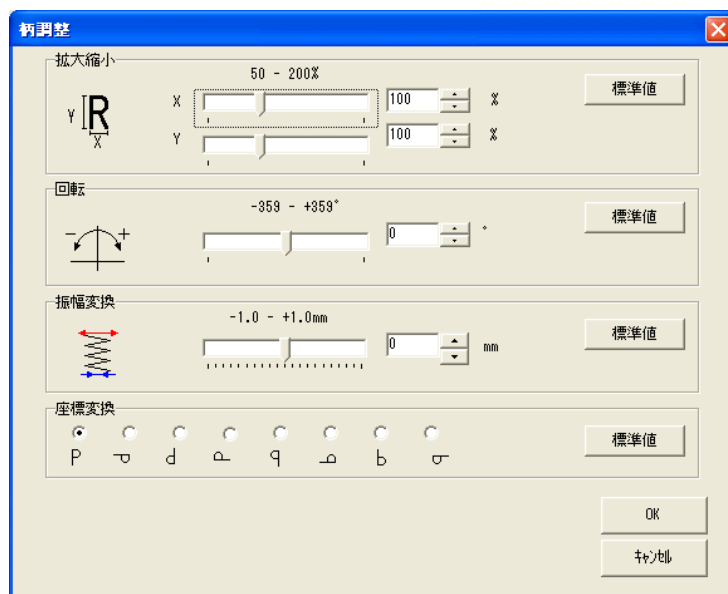 柄調整
拡大縮小
50 - 200%
Y R X
X 100 % 標準値
Y 100 %
回転
-359 - +359°
- +
0 ° 標準値
振幅変換
-1.0 - +1.0mm
0 mm 標準値
座標変換
標準値
P
OK
ｷｬﾝｾﾙ